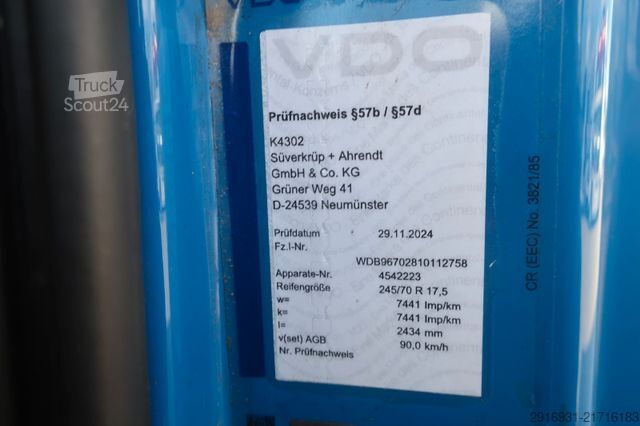 VDO
Truck
Scout24
Prüfnachweis §57b / §57d
K4302
Süverkrüp + Ahrendt
GmbH & Co. KG
Grüner Weg 41
D-24539 Neumünster
Prüfdatum 29.11.2024
Fz.I-Nr.
WDB96702810112758
Apparate-Nr. 4542223
Reifengröße 245/70 R 17,5
w= 7441 Imp/km
k= 7441 Imp/km
l= 2434 mm
v(set) AGB 90,0 km/h
Nr. Prüfnachweis
CR (EEC) No. 3821/85
2916931-21716183